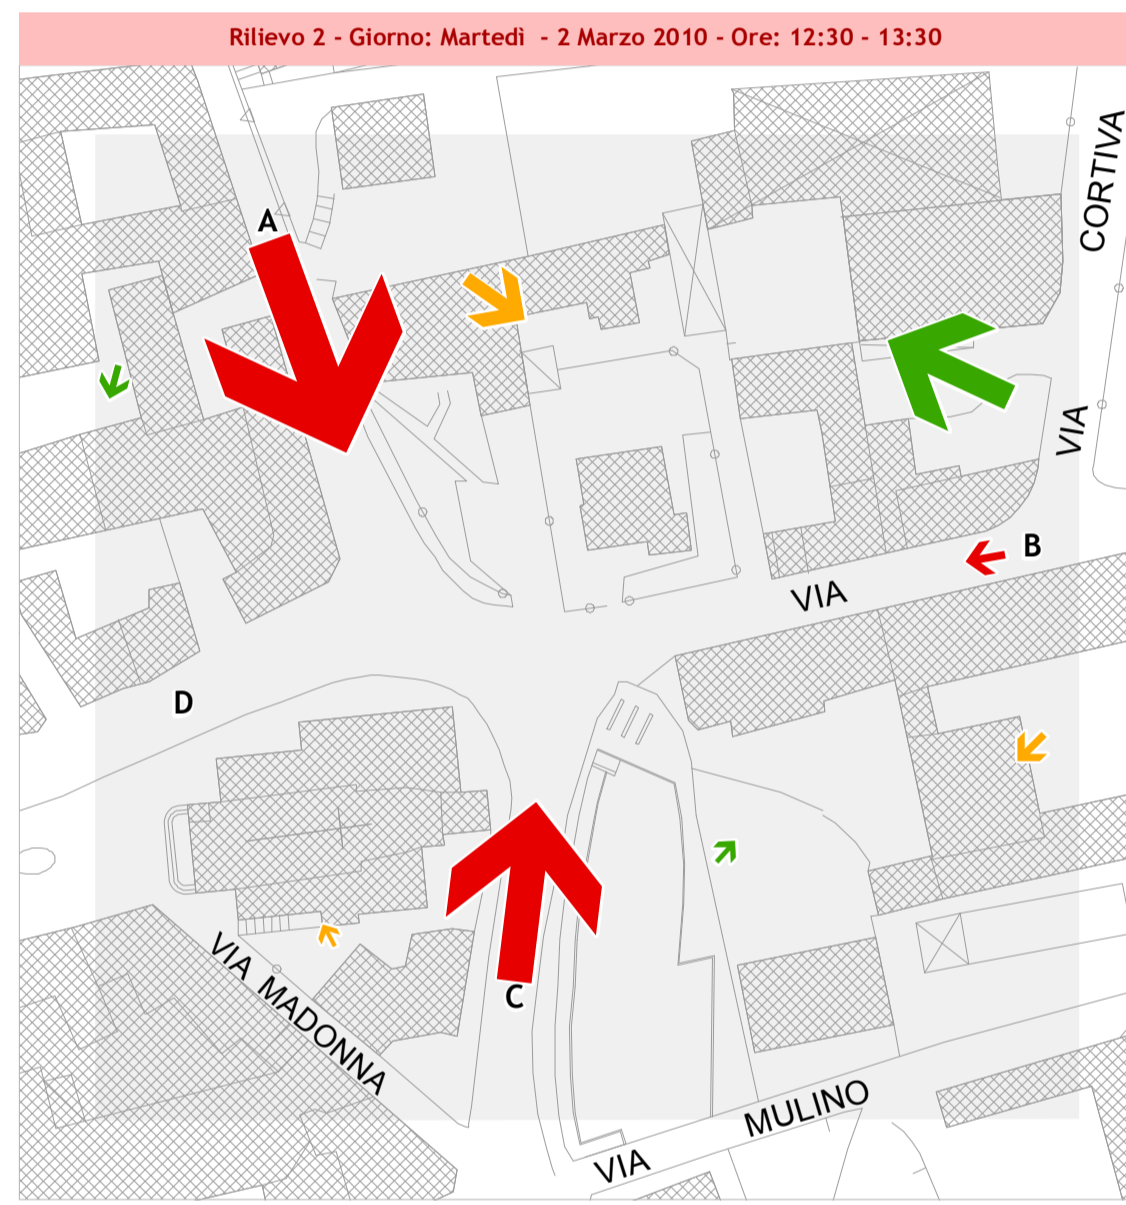 Rilievo 2 - Giorno: Martedì - 2 Marzo 2010 - Ore: 12:30 - 13:30
A
VIA CORTIVA
B
VIA
D
C
VIA MADONNA
VIA MULINO